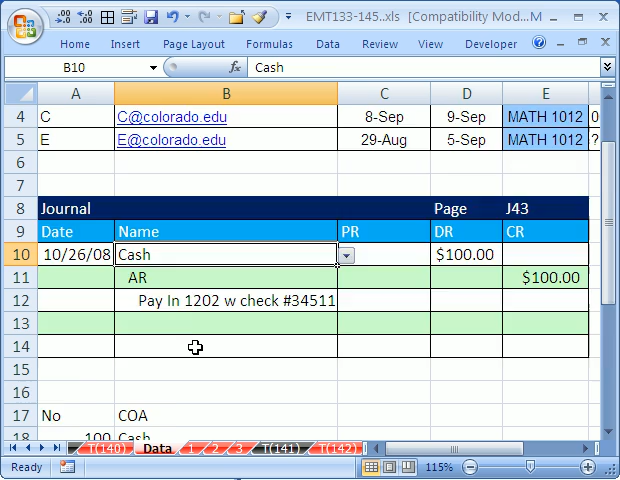 EMT133-145..xls [Compatibility Mod... M
Home Insert Page Layout Formulas Data View Developer
B10 fx Cash
A B C D E
4 C C@colorado.edu 8-Sep 9-Sep MATH 1012 0
5 E E@colorado.edu 29-Aug 5-Sep MATH 1012 ?
6
7
8 Journal Page J43
9 Date Name PR DR CR
10 10/26/08 Cash $100.00
11 AR $100.00
12 Pay In 1202 w check #34511
13
14
15
16
17 No COA
18 100 Cash
T(140) Data 1 2 3 T(141) T(142)
Ready 115%